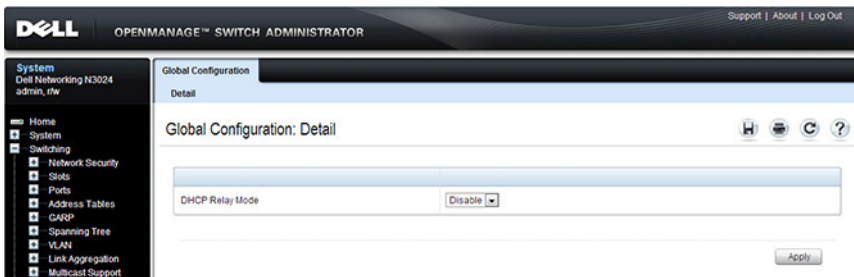 Support | About | Log Out
DELL OPENMANAGE™ SWITCH ADMINISTRATOR
System
Dell Networking N3024
admin, r/w
Home
System
Switching
Network Security
Slots
Ports
Address Tables
GARP
Spanning Tree
VLAN
Link Aggregation
Multicast Support
Global Configuration
Detail
Global Configuration: Detail
?
DHCP Relay Mode Disable
Apply